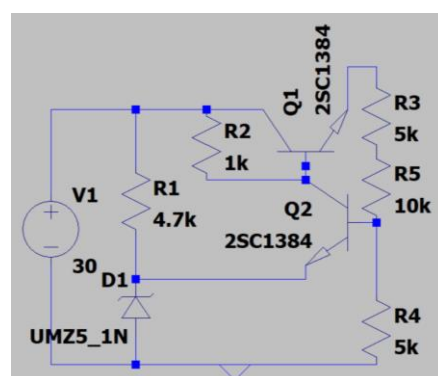 Q1
2SC1384
R3
5k
R2
1k
R5
10k
V1
R1
4.7k
Q2
2SC1384
30
D1
UMZ5_1N
R4
5k